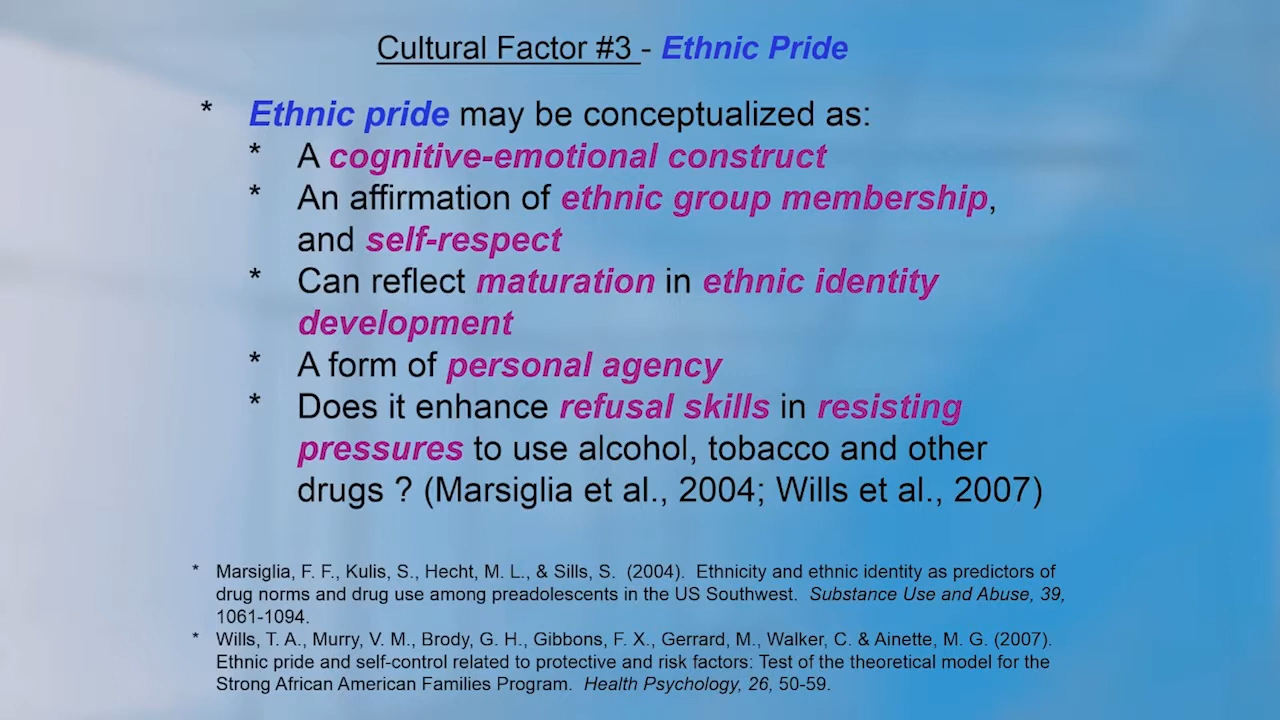 Cultural Factor #3 - Ethnic Pride
* Ethnic pride may be conceptualized as:
* A cognitive-emotional construct
* An affirmation of ethnic group membership,
and self-respect
* Can reflect maturation in ethnic identity
development
* A form of personal agency
* Does it enhance refusal skills in resisting
pressures to use alcohol, tobacco and other
drugs ? (Marsiglia et al., 2004; Wills et al., 2007)
* Marsiglia, F. F., Kulis, S., Hecht, M. L., & Sills, S. (2004). Ethnicity and ethnic identity as predictors of
drug norms and drug use among preadolescents in the US Southwest. Substance Use and Abuse, 39,
1061-1094.
* Wills, T. A., Murry, V. M., Brody, G. H., Gibbons, F. X., Gerrard, M., Walker, C. & Ainette, M. G. (2007).
Ethnic pride and self-control related to protective and risk factors: Test of the theoretical model for the
Strong African American Families Program. Health Psychology, 26, 50-59.